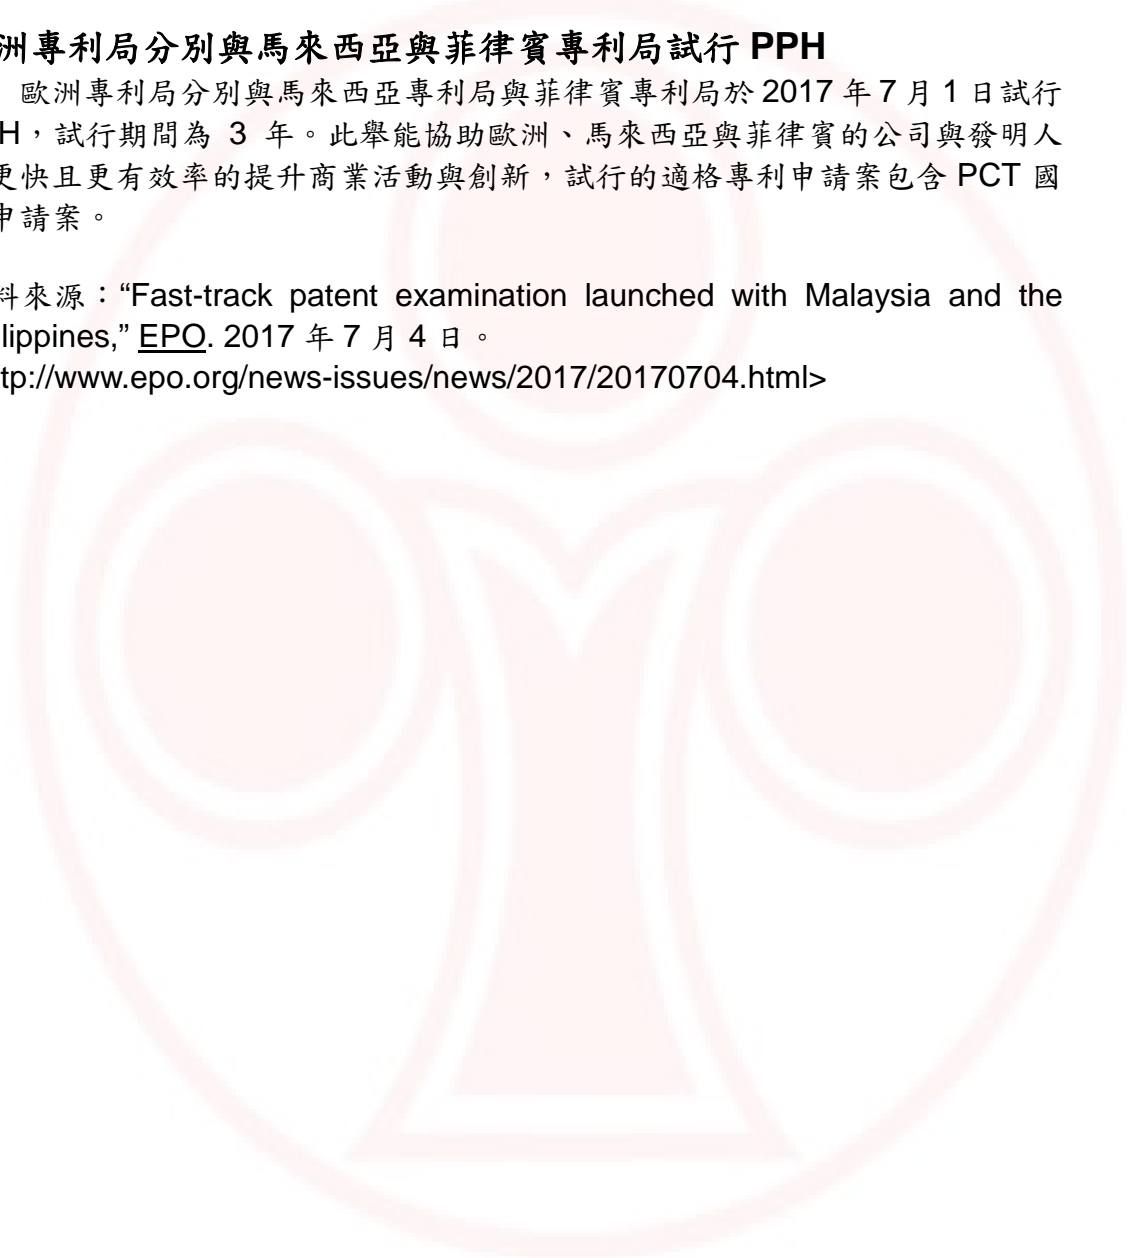 洲專利局分別與馬來西亞與菲律賓專利局試行 PPH
歐洲專利局分別與馬來西亞專利局與菲律賓專利局於 2017 年 7 月 1 日試行
H，試行期間為 3 年。此舉能協助歐洲、馬來西亞與菲律賓的公司與發明人
更快且更有效率的提升商業活動與創新，試行的適格專利申請案包含 PCT 國
申請案。
料來源：“Fast-track patent examination launched with Malaysia and the
lippines,” EPO. 2017 年 7 月 4 日。
tp://www.epo.org/news-issues/news/2017/20170704.html>